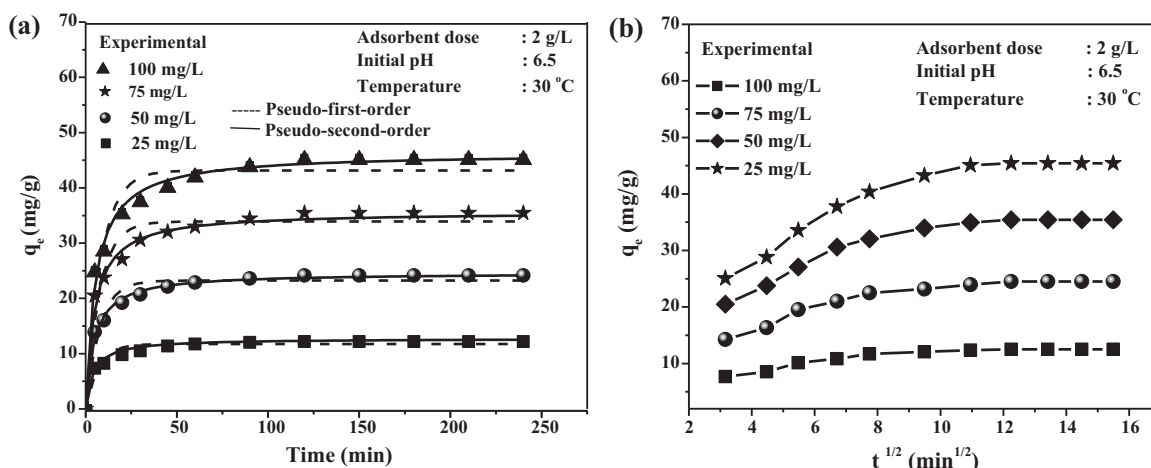 (a)
70
60
50
40
30
20
10
0
qe (mg/g)
Experimental
100 mg/L
75 mg/L
50 mg/L
25 mg/L
Adsorbent dose : 2 g/L
Initial pH : 6.5
Temperature : 30 °C
Pseudo-first-order
Pseudo-second-order
0 50 100 150 200 250
Time (min)
(b)
70
60
50
40
30
20
10
qe (mg/g)
Experimental
100 mg/L
75 mg/L
50 mg/L
25 mg/L
Adsorbent dose : 2 g/L
Initial pH : 6.5
Temperature : 30 °C
2 4 6 8 10 12 14 16
t 1/2 (min1/2)